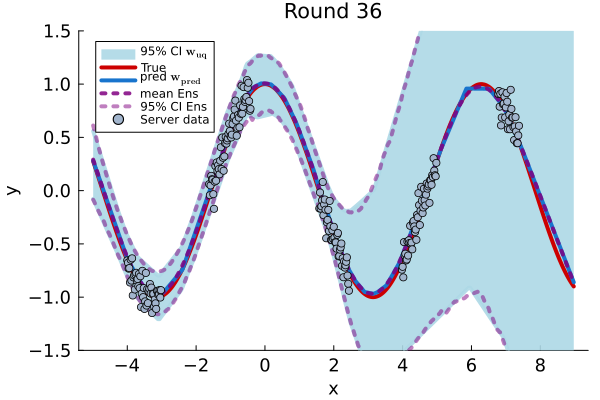 Round 36
95% CI w_uq
True
pred w_pred
mean Ens
95% CI Ens
Server data
y
1.5
1.0
0.5
0.0
−0.5
−1.0
−1.5
−4 −2 0 2 4 6 8
x